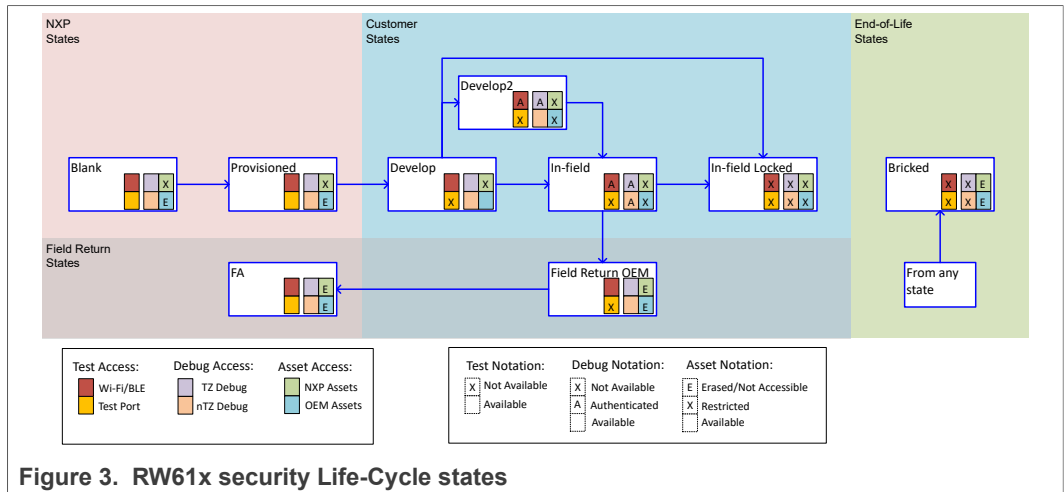 NXP
States
Customer
States
End-of-Life
States
Develop2
A A X
X X
Blank
X
E
Provisioned
X
E
Develop
X
X
In-field
A A X
X A X
In-field Locked
X X X
X X X
Bricked
X X E
X X E
Field Return
States
FA
E
E
Field Return OEM
E
X E
From any
state
Test Access:
Wi-Fi/BLE
Test Port
Debug Access:
TZ Debug
nTZ Debug
Asset Access:
NXP Assets
OEM Assets
Test Notation:
X Not Available
Available
Debug Notation:
X Not Available
A Authenticated
Available
Asset Notation:
E Erased/Not Accessible
X Restricted
Available
Figure 3. RW61x security Life-Cycle states